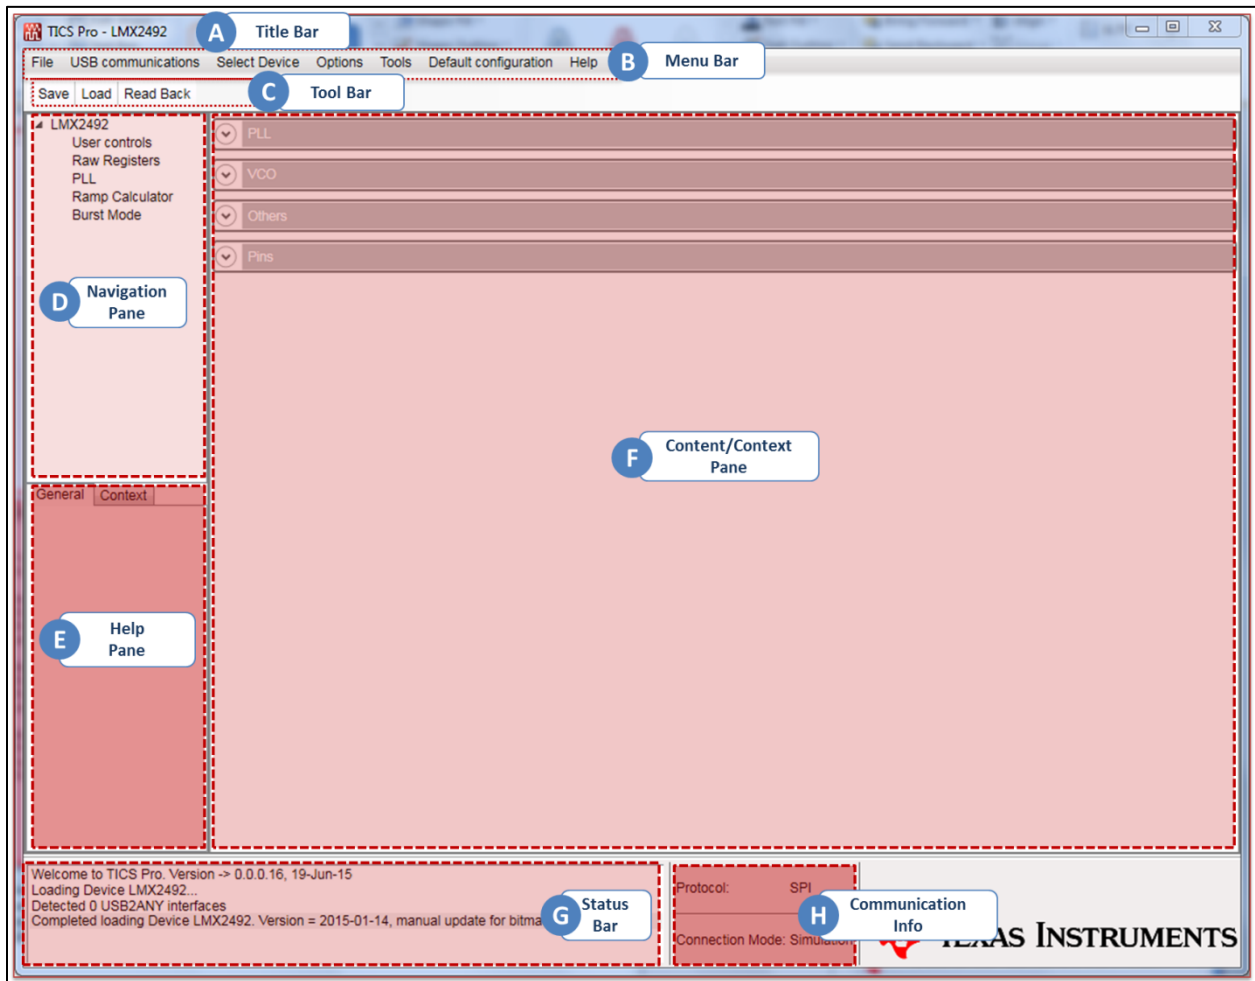 TICS Pro - LMX2492
A Title Bar
File USB communications Select Device Options Tools Default configuration Help
B Menu Bar
Save Load Read Back
C Tool Bar
LMX2492
User controls
Raw Registers
PLL
Ramp Calculator
Burst Mode
D Navigation
Pane
PLL
VCO
Others
Pins
F Content/Context
Pane
General Context
E Help
Pane
Welcome to TICS Pro. Version -> 0.0.0.16, 19-Jun-15
Loading Device LMX2492...
Detected 0 USB2ANY interfaces
Completed loading Device LMX2492. Version = 2015-01-14, manual update for bitma
G Status
Bar
Protocol: SPI
Connection Mode: Simulation
H Communication
Info
TEXAS INSTRUMENTS